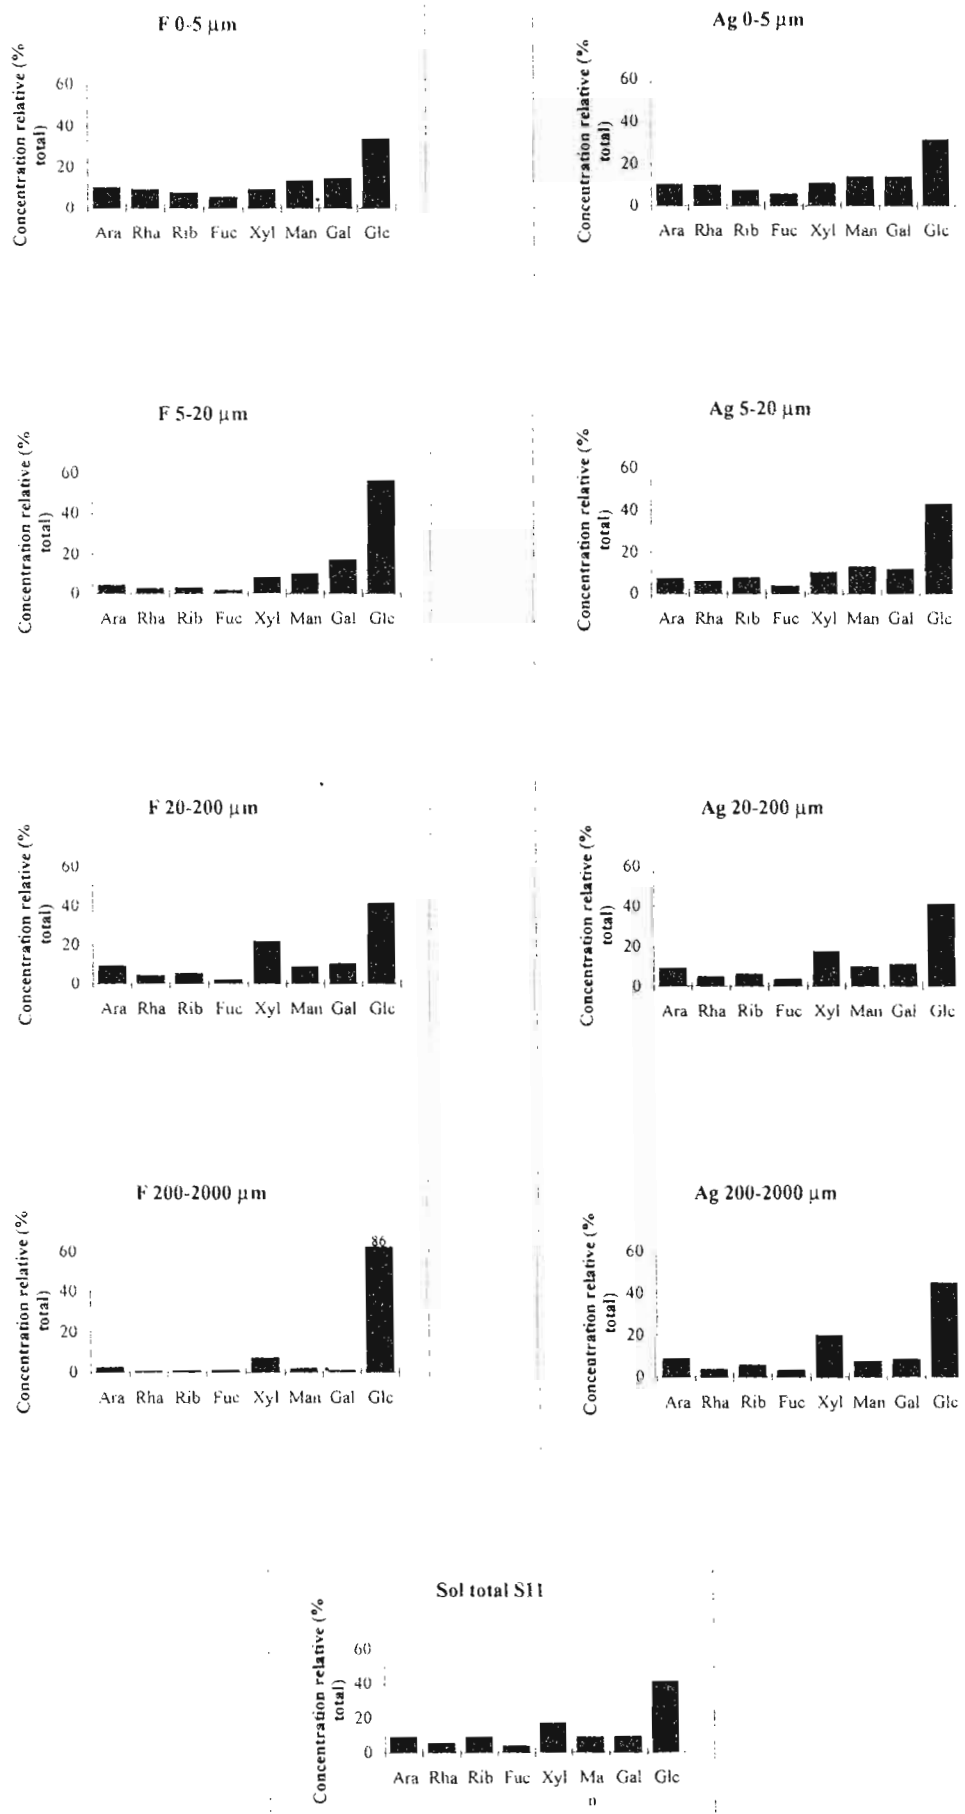 F 0-5 µm
Concentration relative (%
total)
60
40
20
0
Ara Rha Rib Fuc Xyl Man Gal Glc
Ag 0-5 µm
Concentration relative (%
total)
60
40
20
0
Ara Rha Rib Fuc Xyl Man Gal Glc
F 5-20 µm
Concentration relative (%
total)
60
40
20
0
Ara Rha Rib Fuc Xyl Man Gal Glc
Ag 5-20 µm
Concentration relative (%
total)
60
40
20
0
Ara Rha Rib Fuc Xyl Man Gal Glc
F 20-200 µm
Concentration relative (%
total)
60
40
20
0
Ara Rha Rib Fuc Xyl Man Gal Glc
Ag 20-200 µm
Concentration relative (%
total)
60
40
20
0
Ara Rha Rib Fuc Xyl Man Gal Glc
F 200-2000 µm
Concentration relative (%
total)
86
60
40
20
0
Ara Rha Rib Fuc Xyl Man Gal Glc
Ag 200-2000 µm
Concentration relative (%
total)
60
40
20
0
Ara Rha Rib Fuc Xyl Man Gal Glc
Sol total S11
Concentration relative (%
total)
60
40
20
0
Ara Rha Rib Fuc Xyl Ma Gal Glc
n